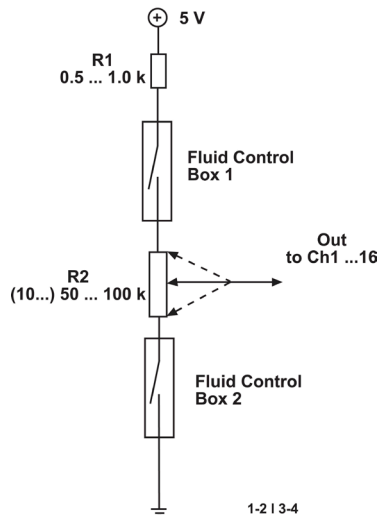 5 V
R1
0.5 ... 1.0 k
Fluid Control
Box 1
Out
to Ch1 ...16
R2
(10...) 50 ... 100 k
Fluid Control
Box 2
1-2 I 3-4